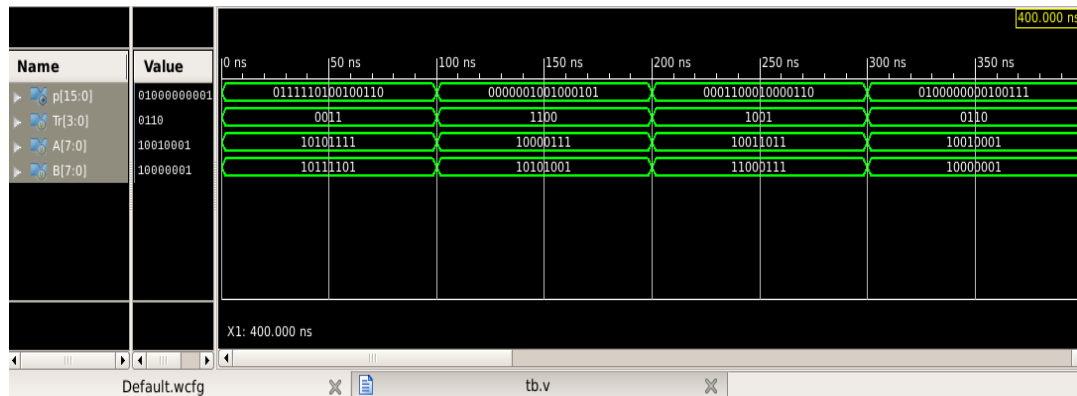 400.000 ns
Name Value 0 ns 50 ns 100 ns 150 ns 200 ns 250 ns 300 ns 350 ns
p[15:0] 01000000001 0111110100100110 0000001001000101 0001100010000110 0100000000100111
Tr[3:0] 0110 0011 1100 1001 0110
A[7:0] 10010001 10101111 10000111 10011011 10010001
B[7:0] 10000001 10111101 10101001 11000111 10000001
X1: 400.000 ns
Default.wcfg tb.v